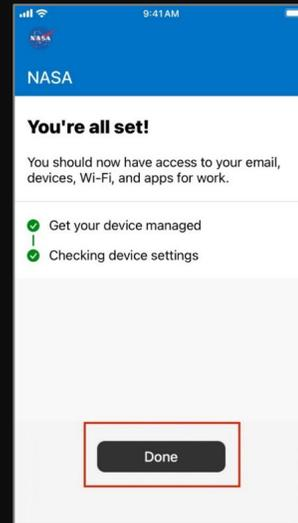 9:41 AM
NASA
NASA
You're all set!
You should now have access to your email,
devices, Wi-Fi, and apps for work.
Get your device managed
Checking device settings
Done